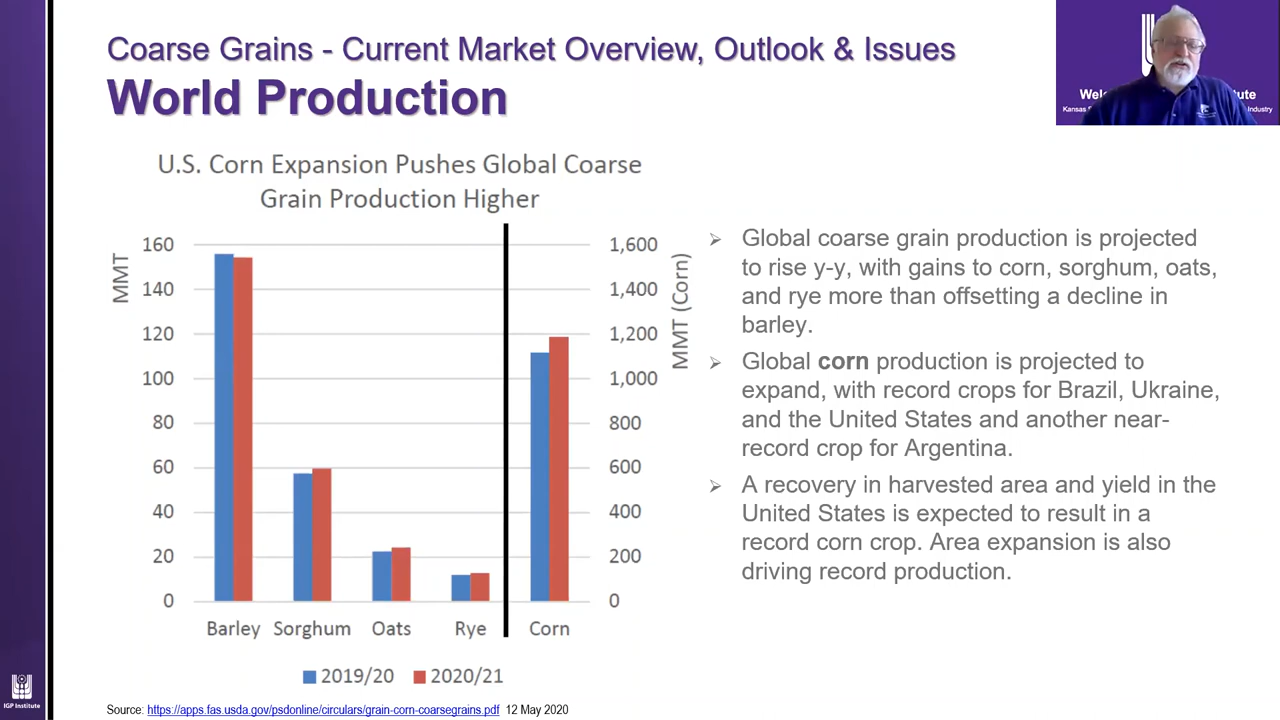 Coarse Grains - Current Market Overview, Outlook & Issues
World Production
Kansas
Industry
U.S. Corn Expansion Pushes Global Coarse
Grain Production Higher
MMT
160
140
120
100
80
60
40
20
0
1,600
1,400
1,200
1,000
800
600
400
200
0
MMT (Corn)
Barley Sorghum Oats Rye Corn
2019/20 2020/21
Global coarse grain production is projected
to rise y-y, with gains to corn, sorghum, oats,
and rye more than offsetting a decline in
barley.
Global corn production is projected to
expand, with record crops for Brazil, Ukraine,
and the United States and another near-
record crop for Argentina.
A recovery in harvested area and yield in the
United States is expected to result in a
record corn crop. Area expansion is also
driving record production.
IGP Institute
Source: https://apps.fas.usda.gov/psdonline/circulars/grain-corn-coarsegrains.pdf 12 May 2020